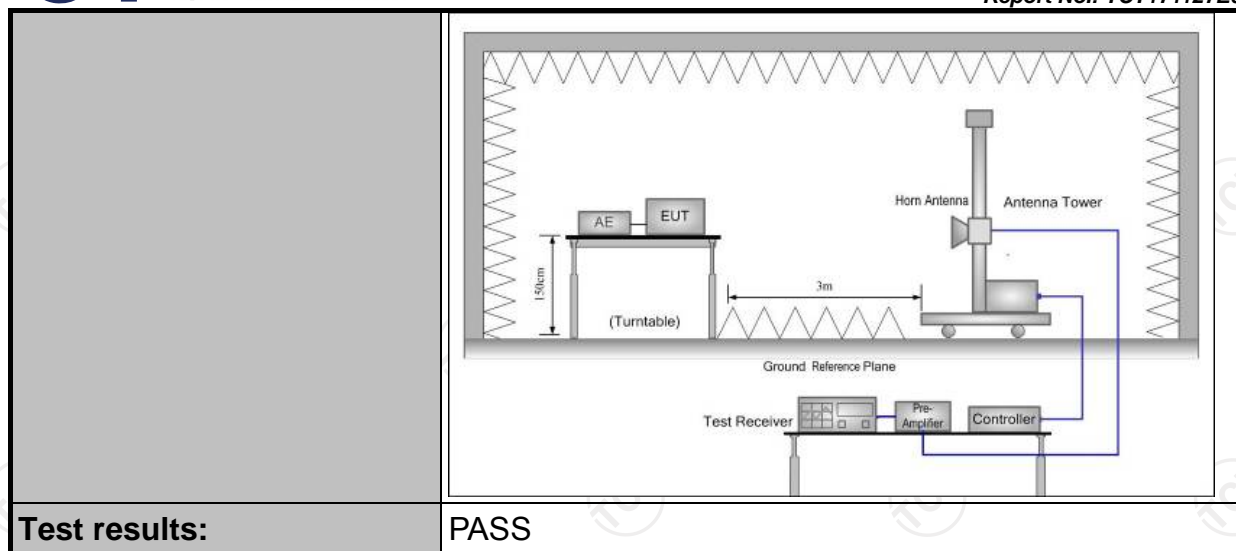 AE
EUT
Horn Antenna
Antenna Tower
150cm
3m
(Turntable)
Ground Reference Plane
Test Receiver
Pre-
Amplifier
Controller
Test results:
PASS